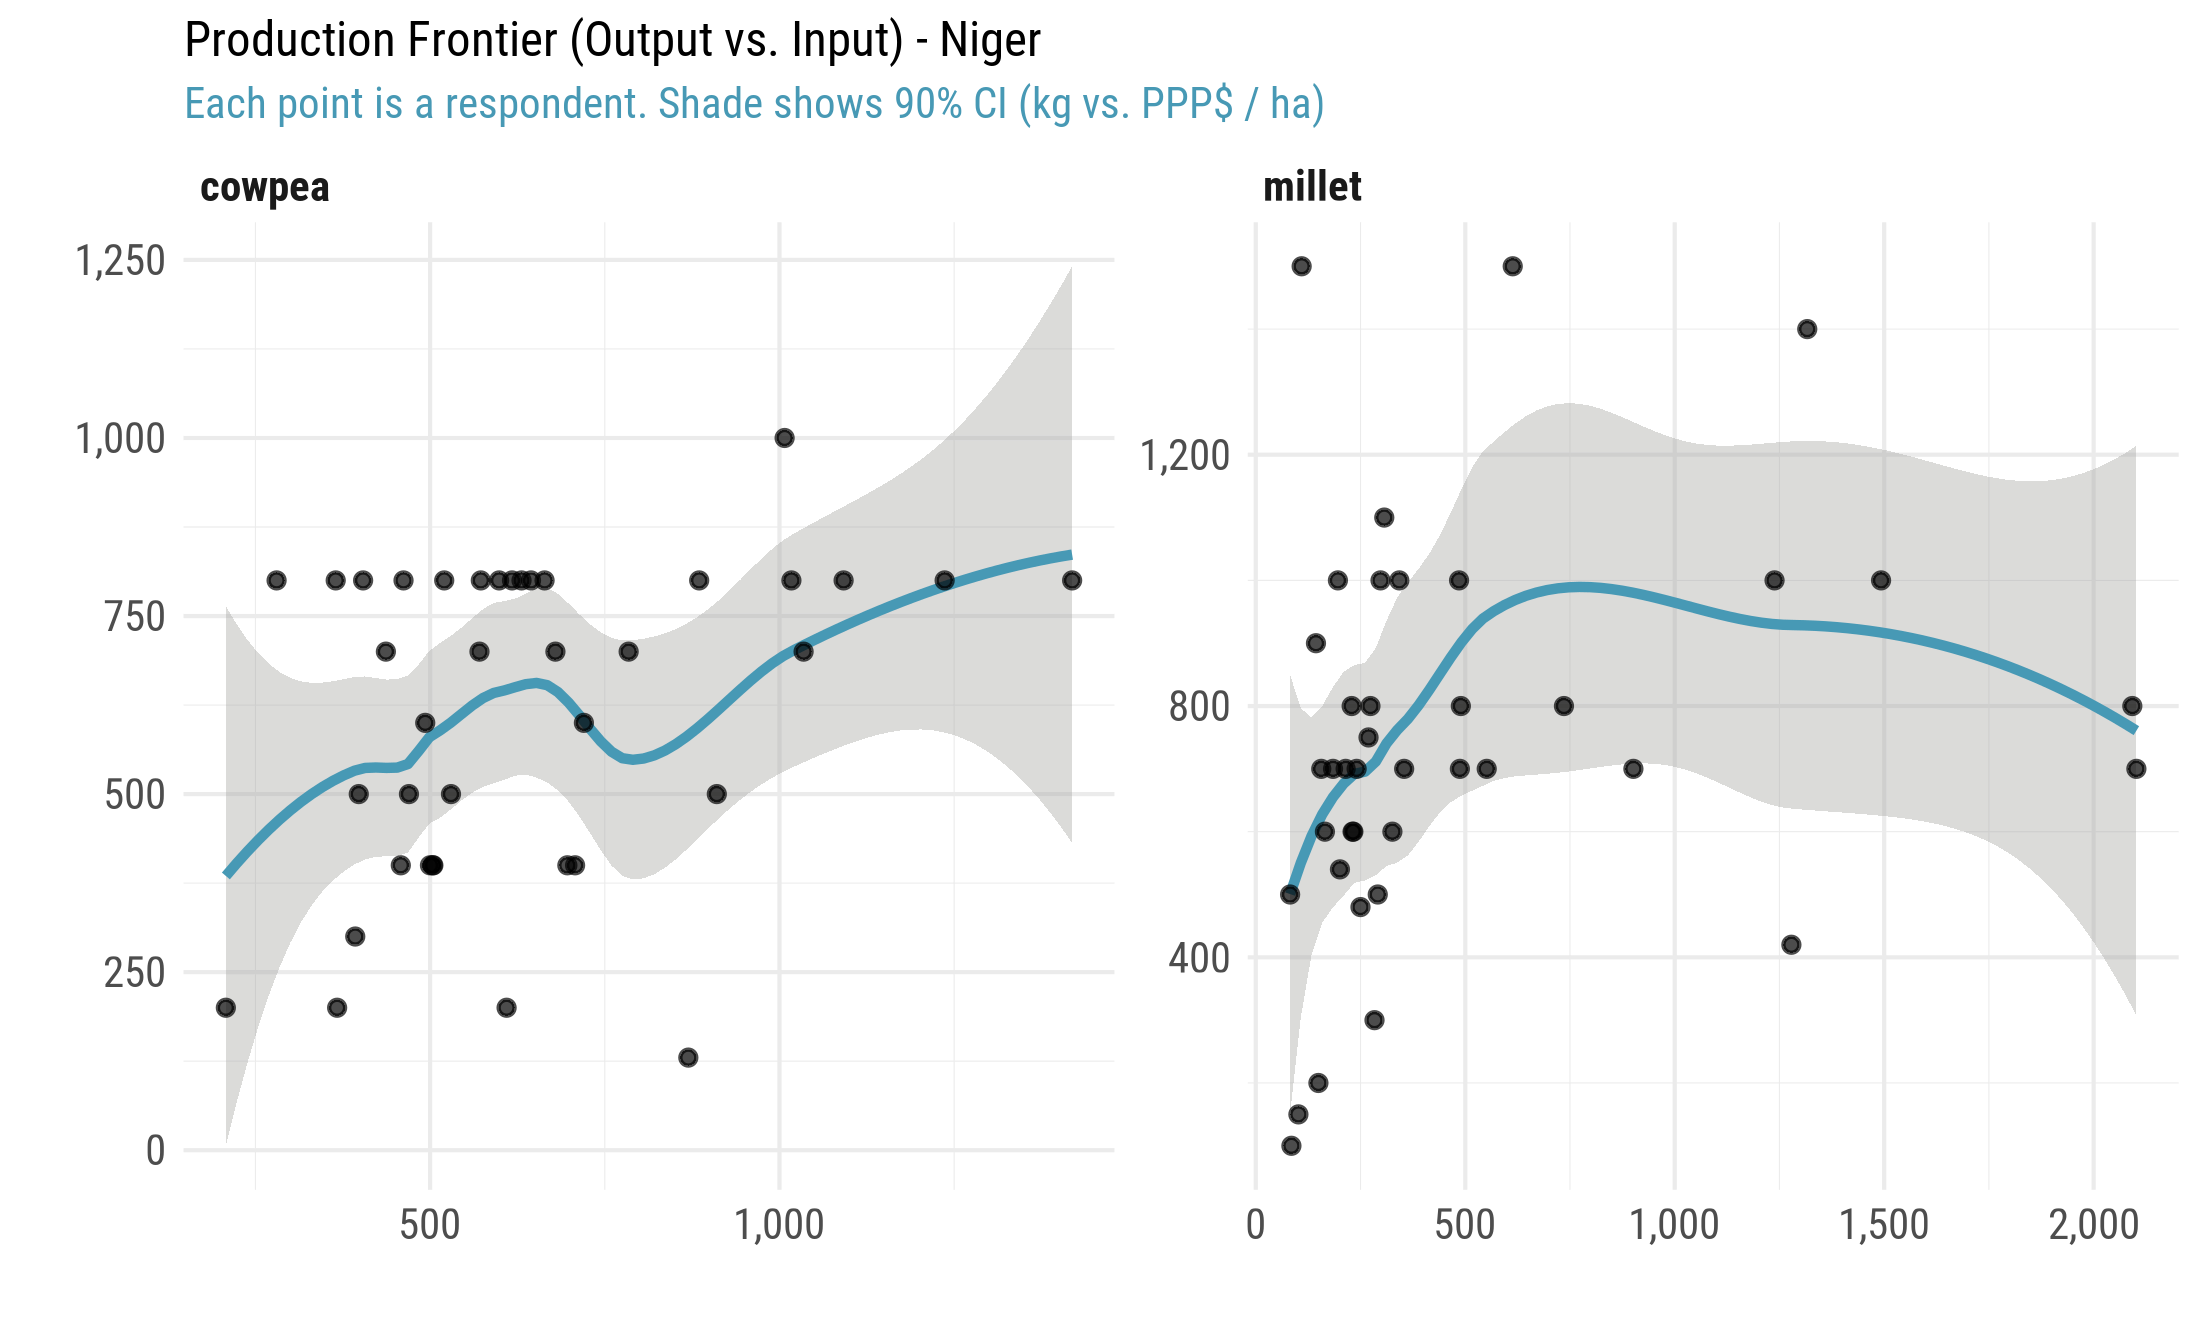 Production Frontier (Output vs. Input) - Niger
Each point is a respondent. Shade shows 90% CI (kg vs. PPP$ / ha)
cowpea
1,250
1,000
750
500
250
0
500 1,000
millet
1,200
800
400
0 500 1,000 1,500 2,000